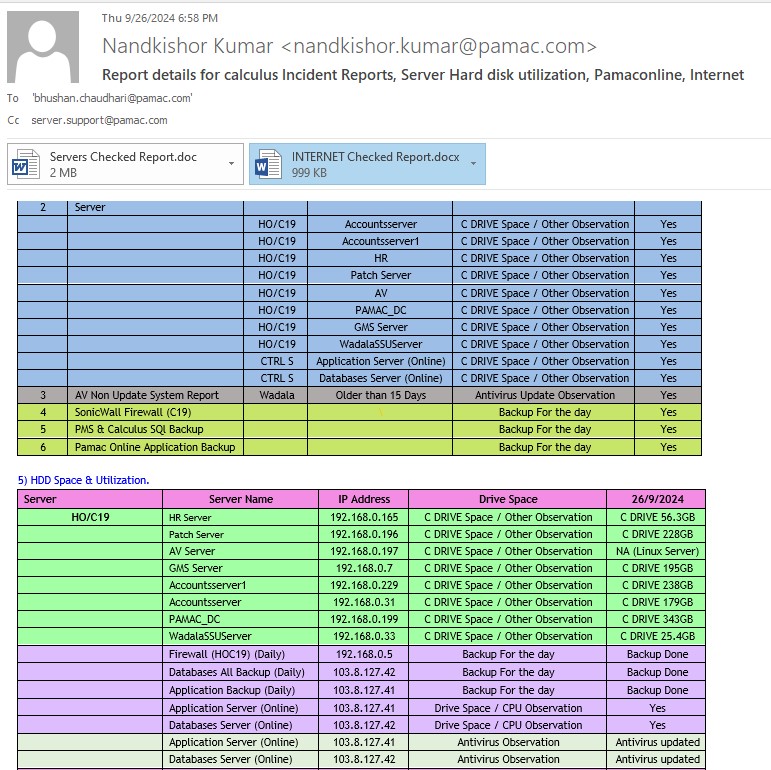 Thu 9/26/2024 6:58 PM
Nandkishor Kumar <nandkishor.kumar@pamac.com>
Report details for calculus Incident Reports, Server Hard disk utilization, Pamaconline, Internet
To 'bhushan.chaudhari@pamac.com'
Cc server.support@pamac.com
Servers Checked Report.doc INTERNET Checked Report.docx
2 MB 999 KB
2 Server
HO/C19 Accountsserver C DRIVE Space / Other Observation Yes
HO/C19 Accountsserver1 C DRIVE Space / Other Observation Yes
HO/C19 HR C DRIVE Space / Other Observation Yes
HO/C19 Patch Server C DRIVE Space / Other Observation Yes
HO/C19 AV C DRIVE Space / Other Observation Yes
HO/C19 PAMAC_DC C DRIVE Space / Other Observation Yes
HO/C19 GMS Server C DRIVE Space / Other Observation Yes
HO/C19 WadalaSSUServer C DRIVE Space / Other Observation Yes
CTRL S Application Server (Online) C DRIVE Space / Other Observation Yes
CTRL S Databases Server (Online) C DRIVE Space / Other Observation Yes
3 AV Non Update System Report Wadala Older than 15 Days Antivirus Update Observation Yes
4 SonicWall Firewall (C19) \ Backup For the day Yes
5 PMS & Calculus SQl Backup Backup For the day Yes
6 Pamac Online Application Backup Backup For the day Yes
5) HDD Space & Utilization.
Server Server Name IP Address Drive Space 26/9/2024
HO/C19 HR Server 192.168.0.165 C DRIVE Space / Other Observation C DRIVE 56.3GB
Patch Server 192.168.0.196 C DRIVE Space / Other Observation C DRIVE 228GB
AV Server 192.168.0.197 C DRIVE Space / Other Observation NA (Linux Server)
GMS Server 192.168.0.7 C DRIVE Space / Other Observation C DRIVE 195GB
Accountsserver1 192.168.0.229 C DRIVE Space / Other Observation C DRIVE 238GB
Accountsserver 192.168.0.31 C DRIVE Space / Other Observation C DRIVE 179GB
PAMAC_DC 192.168.0.199 C DRIVE Space / Other Observation C DRIVE 343GB
WadalaSSUServer 192.168.0.33 C DRIVE Space / Other Observation C DRIVE 25.4GB
Firewall (HOC19) (Daily) 192.168.0.5 Backup For the day Backup Done
Databases All Backup (Daily) 103.8.127.42 Backup For the day Backup Done
Application Backup (Daily) 103.8.127.41 Backup For the day Backup Done
Application Server (Online) 103.8.127.41 Drive Space / CPU Observation Yes
Databases Server (Online) 103.8.127.42 Drive Space / CPU Observation Yes
Application Server (Online) 103.8.127.41 Antivirus Observation Antivirus updated
Databases Server (Online) 103.8.127.42 Antivirus Observation Antivirus updated